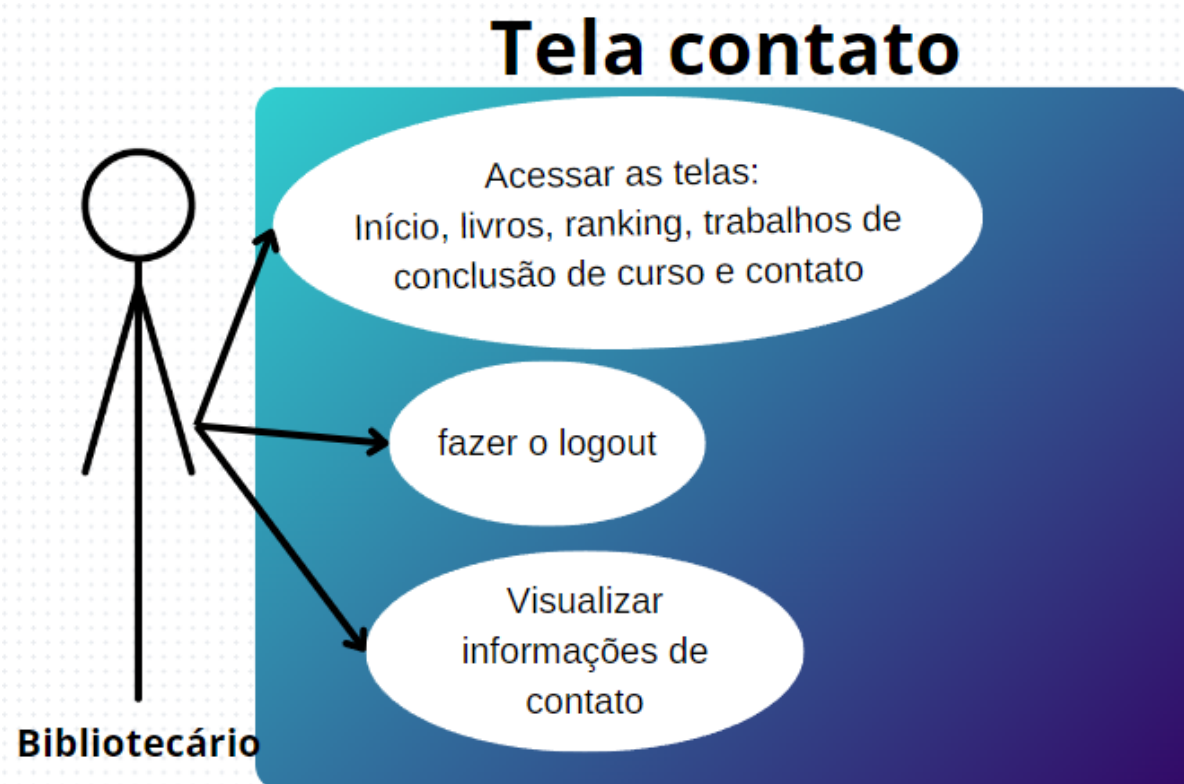 Tela contato
Acessar as telas:
Início, livros, ranking, trabalhos de
conclusão de curso e contato
fazer o logout
Visualizar
informações de
contato
Bibliotecário